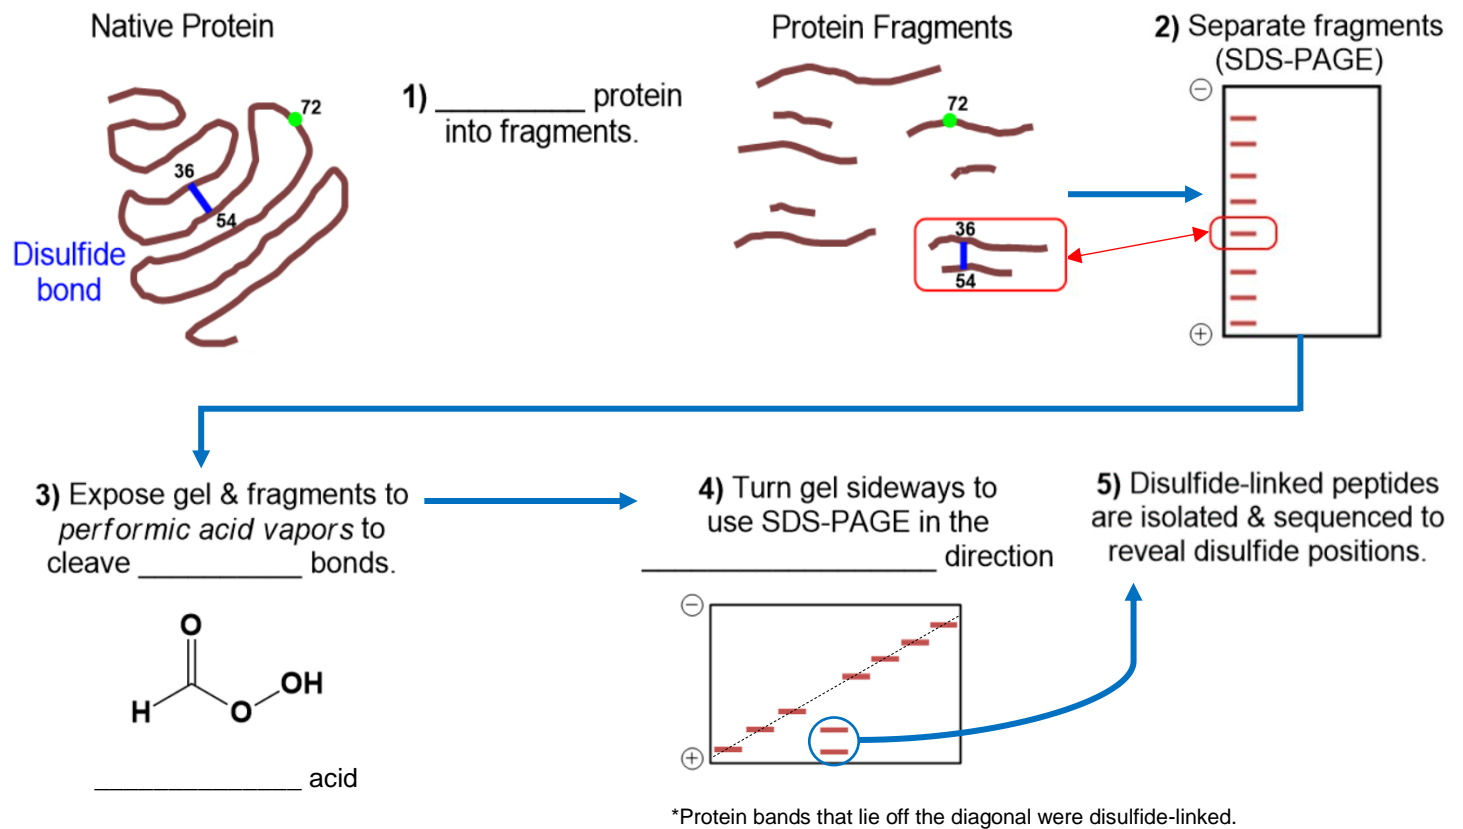 Native Protein
72
36
54
Disulfide
bond
1) _________ protein
into fragments.
Protein Fragments
72
36
54
2) Separate fragments
(SDS-PAGE)
−
+
3) Expose gel & fragments to
performic acid vapors to
cleave __________ bonds.
O
H
O
OH
______________ acid
4) Turn gel sideways to
use SDS-PAGE in the
__________________ direction
−
+
5) Disulfide-linked peptides
are isolated & sequenced to
reveal disulfide positions.
*Protein bands that lie off the diagonal were disulfide-linked.